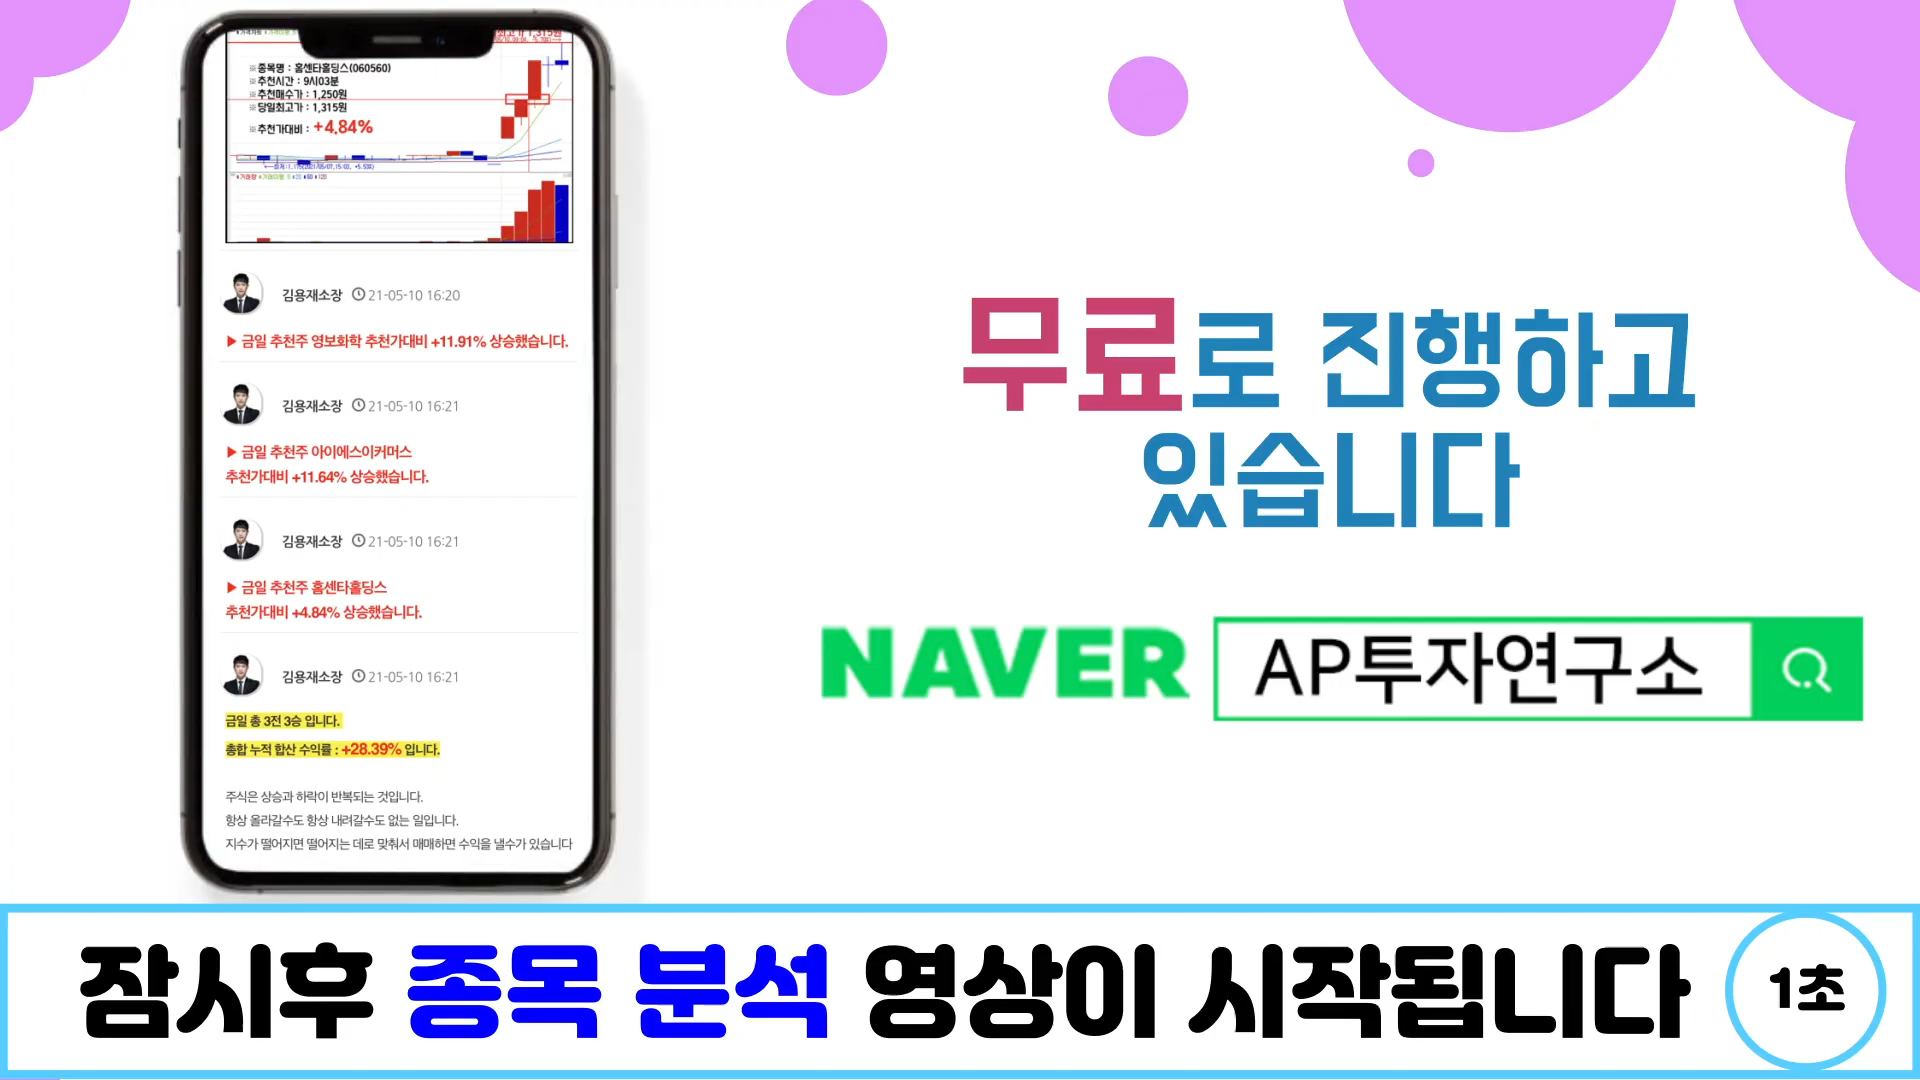 ※종목명 : 홈센타홀딩스(060560)
※추천시간 : 9시03분
※추천매수가 : 1,250원
※당일최고가 : 1,315원
※추천가대비 : +4.84%
김용재소장 21-05-10 16:20
▶ 금일 추천주 영보화학 추천가대비 +11.91% 상승했습니다.
김용재소장 21-05-10 16:21
▶ 금일 추천주 아이에스이커머스
추천가대비 +11.64% 상승했습니다.
김용재소장 21-05-10 16:21
▶ 금일 추천주 홈센타홀딩스
추천가대비 +4.84% 상승했습니다.
김용재소장 21-05-10 16:21
금일 총 3전 3승 입니다.
총합 누적 합산 수익률 : +28.39% 입니다.
주식은 상승과 하락이 반복되는 것입니다.
항상 올라갈수도 항상 내려갈수도 없는 일입니다.
지수가 떨어지면 떨어지는 데로 맞춰서 매매하면 수익을 낼수가 있습니다
무료로 진행하고
있습니다
NAVER AP투자연구소
잠시후 종목 분석 영상이 시작됩니다 1초